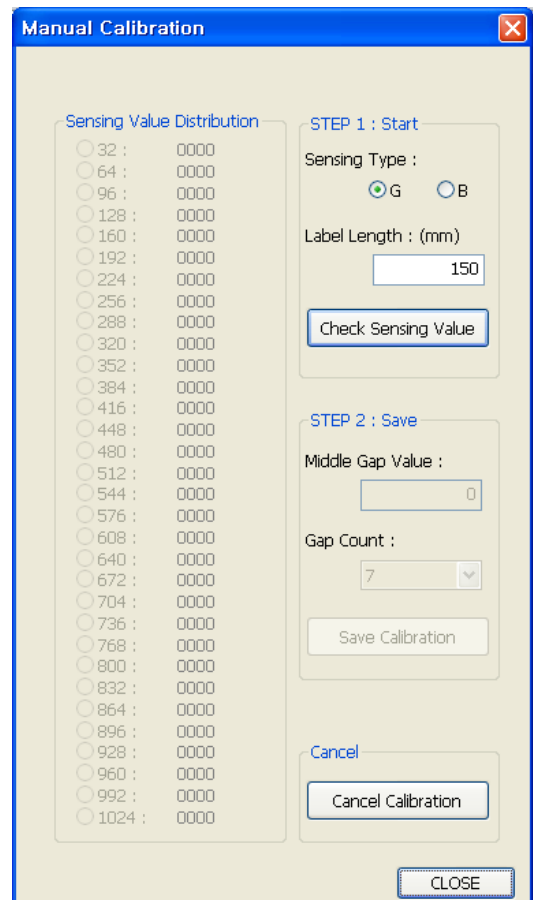 Manual Calibration
Sensing Value Distribution
32 : 0000
64 : 0000
96 : 0000
128 : 0000
160 : 0000
192 : 0000
224 : 0000
256 : 0000
288 : 0000
320 : 0000
352 : 0000
384 : 0000
416 : 0000
448 : 0000
480 : 0000
512 : 0000
544 : 0000
576 : 0000
608 : 0000
640 : 0000
672 : 0000
704 : 0000
736 : 0000
768 : 0000
800 : 0000
832 : 0000
864 : 0000
896 : 0000
928 : 0000
960 : 0000
992 : 0000
1024 : 0000
STEP 1 : Start
Sensing Type :
G B
Label Length : (mm)
150
Check Sensing Value
STEP 2 : Save
Middle Gap Value :
0
Gap Count :
7
Save Calibration
Cancel
Cancel Calibration
CLOSE